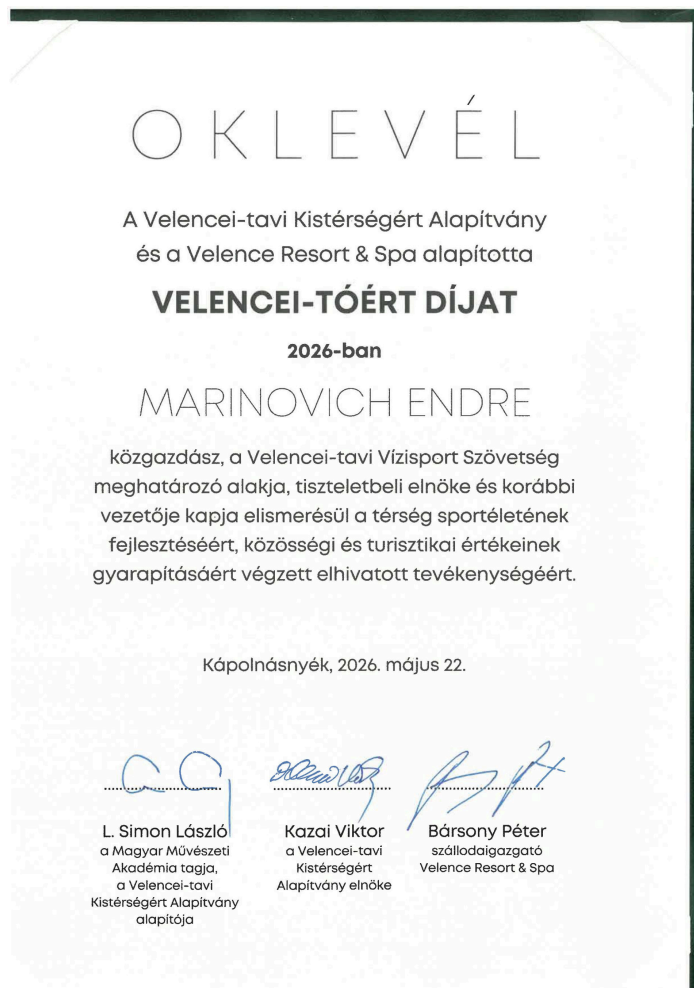 OKLEVÉL
A Velencei-tavi Kistérségért Alapítvány
és a Velence Resort & Spa alapította
VELENCEI-TÓÉRT DÍJAT
2026-ban
MARINOVICH ENDRE
közgazdász, a Velencei-tavi Vízisport Szövetség
meghatározó alakja, tiszteletbeli elnöke és korábbi
vezetője kapja elismerésül a térség sportéletének
fejlesztéséért, közösségi és turisztikai értékeinek
gyarapításáért végzett elhivatott tevékenységéért.
Kápolnásnyék, 2026. május 22.
L. Simon László
a Magyar Művészeti
Akadémia tagja,
a Velencei-tavi
Kistérségért Alapítvány
alapítója
Kazai Viktor
a Velencei-tavi
Kistérségért
Alapítvány elnöke
Bársony Péter
szállodaigazgató
Velence Resort & Spa